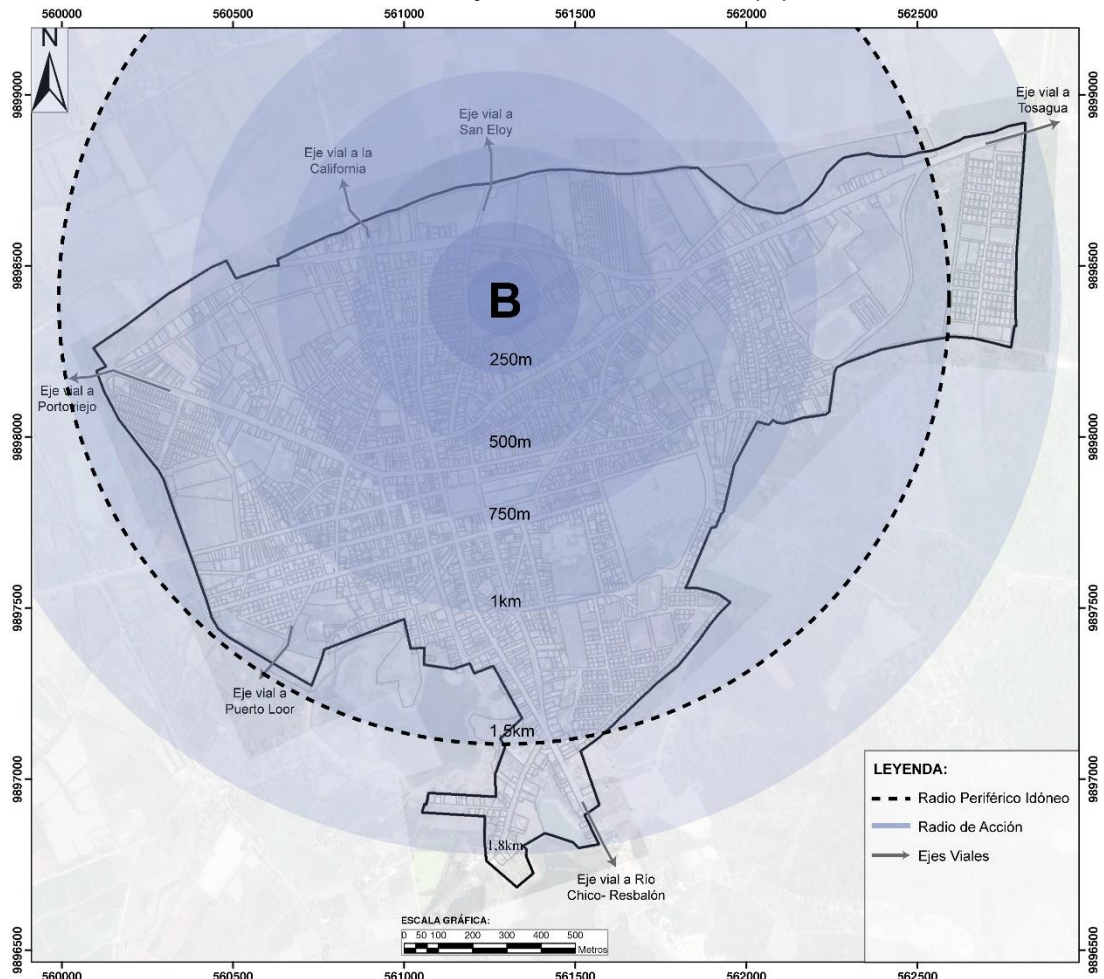 560000 560500 561000 561500 562000 562500
N
9899000
9899000
Eje vial a
Tosagua
Eje vial a
San Eloy
Eje vial a la
California
9898500
9898500
B
250m
Eje vial a
Portoviejo
9898000
9898000
500m
750m
1km
9897500
9897500
Eje vial a
Puerto Loor
1,5km
9897000
9897000
LEYENDA:
Radio Periférico Idóneo
Radio de Acción
Ejes Viales
1,8km
Eje vial a Río
Chico- Resbalón
ESCALA GRÁFICA:
0 50 100 200 300 400 500
Metros
9896500
9896500
560000 560500 561000 561500 562000 562500